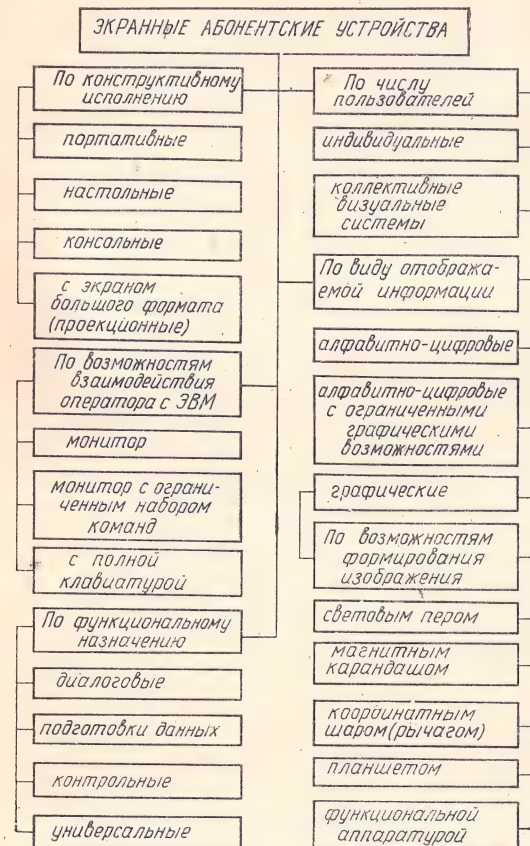 ЭКРАННЫЕ АБОНЕНТСКИЕ УСТРОЙСТВА
По конструктивному
исполнению
портативные
настольные
консольные
с экраном
большого формата
(проекционные)
По возможностям
взаимодействия
оператора с ЭВМ
монитор
монитор с ограни-
ченным набором
команд
с полной
клавиатурой
По функциональному
назначению
диалоговые
подготовки данных
контрольные
универсальные
По числу
пользователей
индивидуальные
коллективные
визуальные
системы
По виду отобража-
емой информации
алфавитно-цифровые
алфавитно-цифровые
с ограниченными
графическими
возможностями
графические
По возможностям
формирования
изображения
световым пером
магнитным
карандашом
координатным
шаром(рычагом)
планшетом
функциональной
аппаратурой